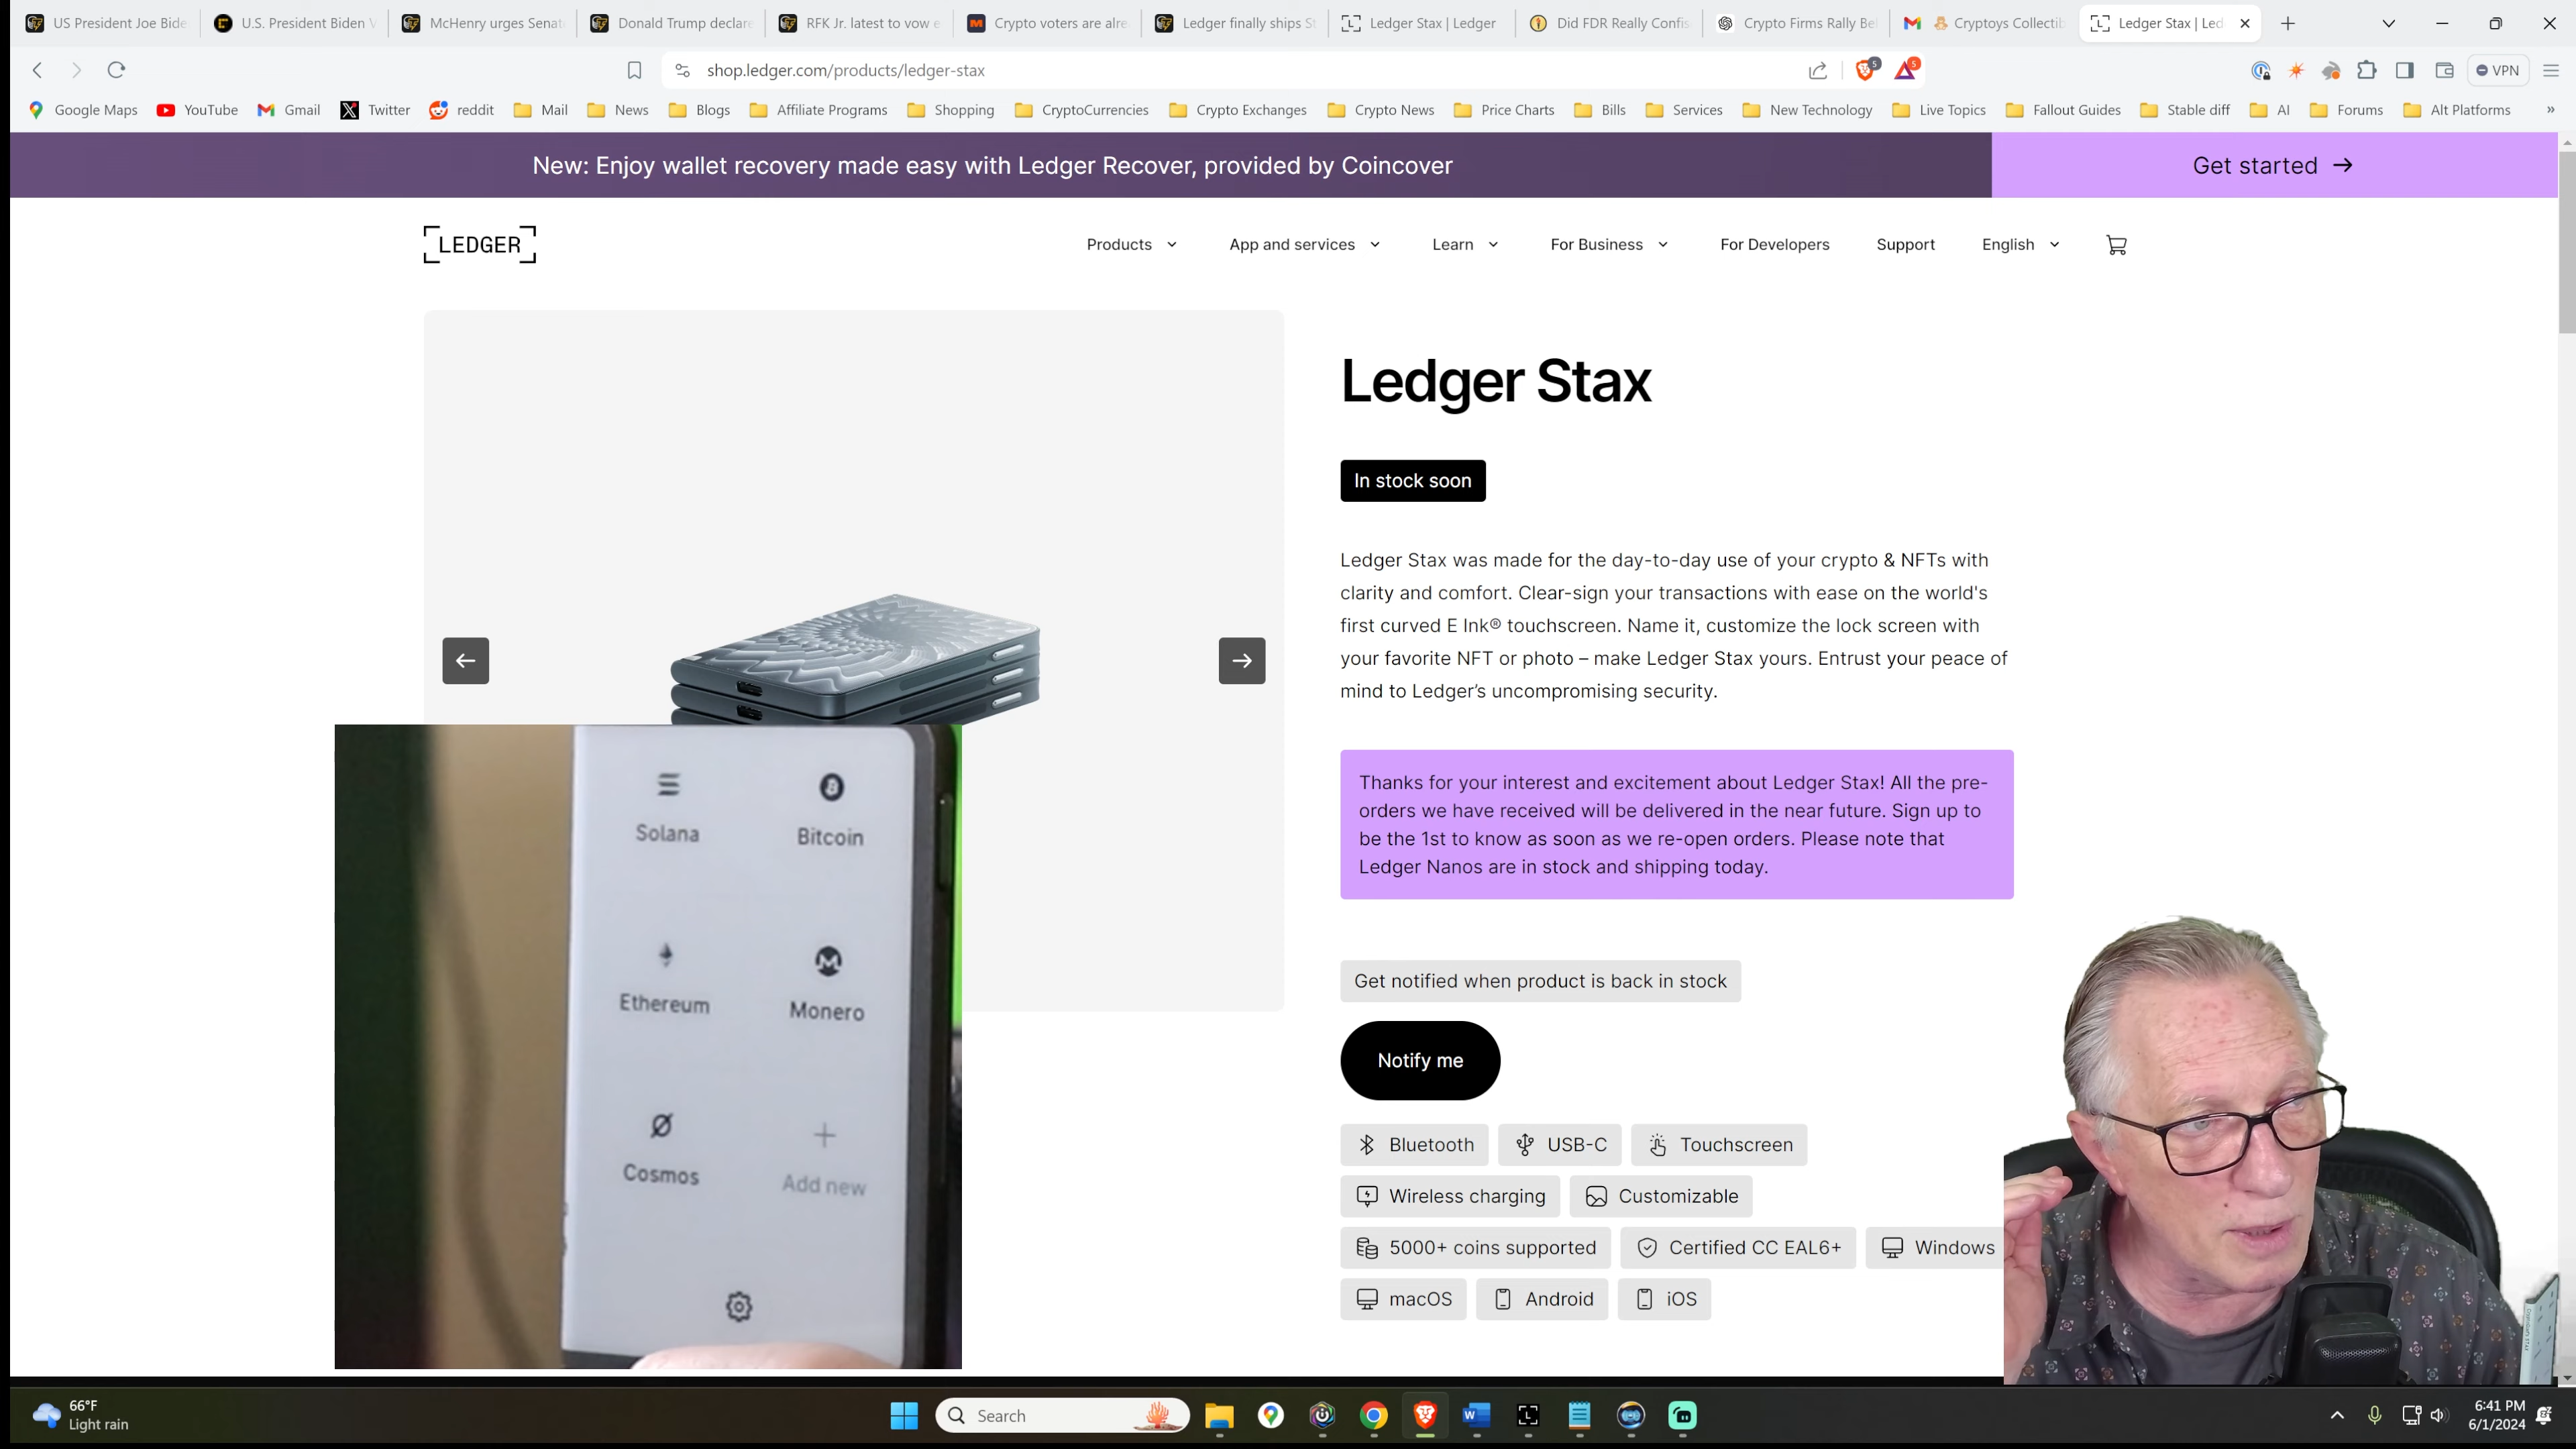 US President Joe Bide
U.S. President Biden V
McHenry urges Senat
Donald Trump declare
RFK Jr. latest to vow e
Crypto voters are alre
Ledger finally ships St
Ledger Stax | Ledger
Did FDR Really Confis
Crypto Firms Rally Be
Cryptoys Collectib
Ledger Stax | Led
shop.ledger.com/products/ledger-stax
5
5
VPN
Google Maps
YouTube
Gmail
Twitter
reddit
Mail
News
Blogs
Affiliate Programs
Shopping
CryptoCurrencies
Crypto Exchanges
Crypto News
Price Charts
Bills
Services
New Technology
Live Topics
Fallout Guides
Stable diff
AI
Forums
Alt Platforms
»
New: Enjoy wallet recovery made easy with Ledger Recover, provided by Coincover
Get started →
LEDGER
Products
App and services
Learn
For Business
For Developers
Support
English
Ledger Stax
In stock soon
Ledger Stax was made for the day-to-day use of your crypto & NFTs with
clarity and comfort. Clear-sign your transactions with ease on the world's
first curved E Ink® touchscreen. Name it, customize the lock screen with
your favorite NFT or photo – make Ledger Stax yours. Entrust your peace of
mind to Ledger’s uncompromising security.
Thanks for your interest and excitement about Ledger Stax! All the pre-
orders we have received will be delivered in the near future. Sign up to
be the 1st to know as soon as we re-open orders. Please note that
Ledger Nanos are in stock and shipping today.
Get notified when product is back in stock
Notify me
Bluetooth
USB-C
Touchscreen
Wireless charging
Customizable
5000+ coins supported
Certified CC EAL6+
Windows
macOS
Android
iOS
Solana
Bitcoin
Ethereum
Monero
Cosmos
Add new
66°F
Light rain
Search
6:41 PM
6/1/2024